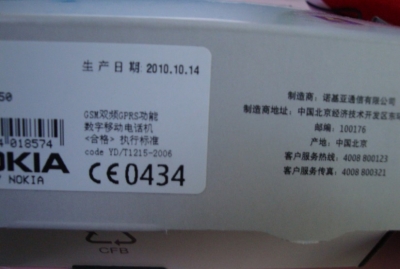 生产日期 2010.10.14
50
GSM双频GPRS功能
数字移动电话机
<合格> 执行标准
code YD/T1215-2006
018574
NOKIA
NOKIA
CE0434
制造商: 诺基亚通信有限公司
制造商地址: 中国北京经济技术开发区东环
邮编: 100176
产地: 中国北京
客户服务热线: 4008 800123
客户服务传真: 4008 800321
CFB